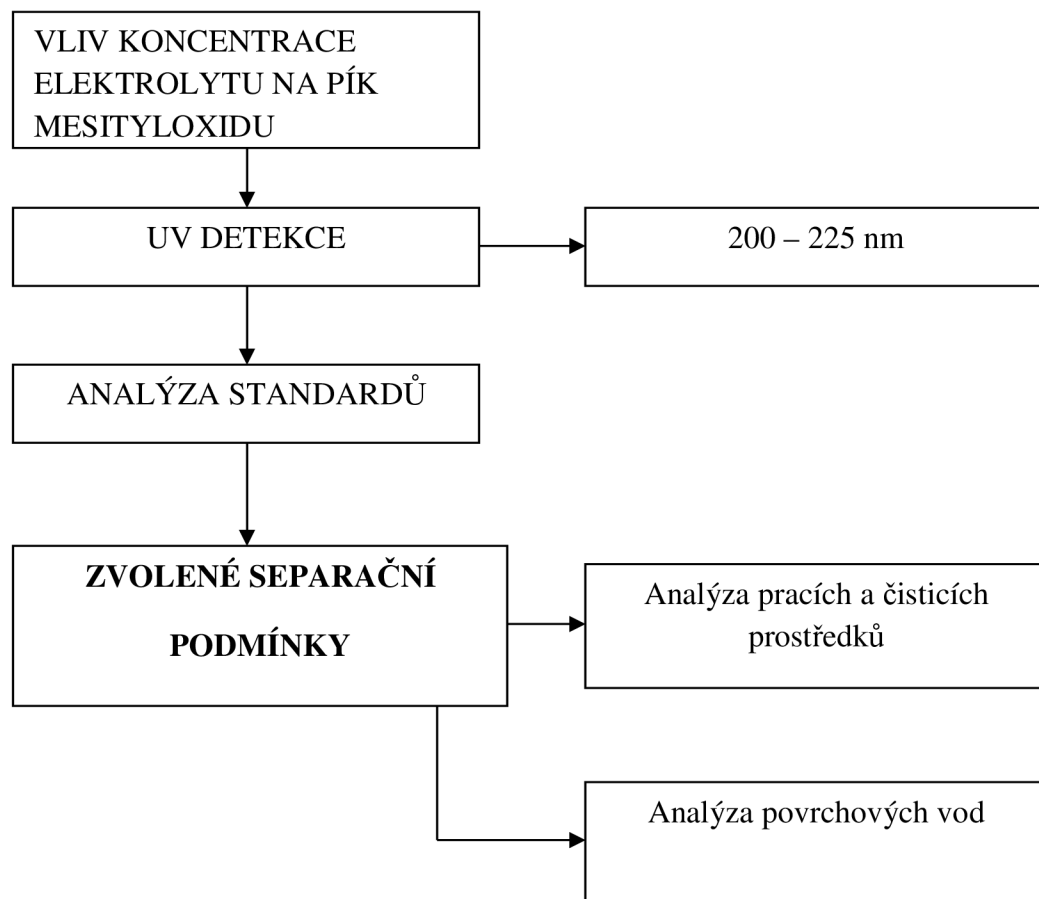 VLIV KONCENTRACE
ELEKTROLYTU NA PÍK
MESITYLOXIDU
UV DETEKCE
200 – 225 nm
ANALÝZA STANDARDŮ
ZVOLENÉ SEPARAČNÍ
PODMÍNKY
Analýza pracích a čisticích
prostředků
Analýza povrchových vod